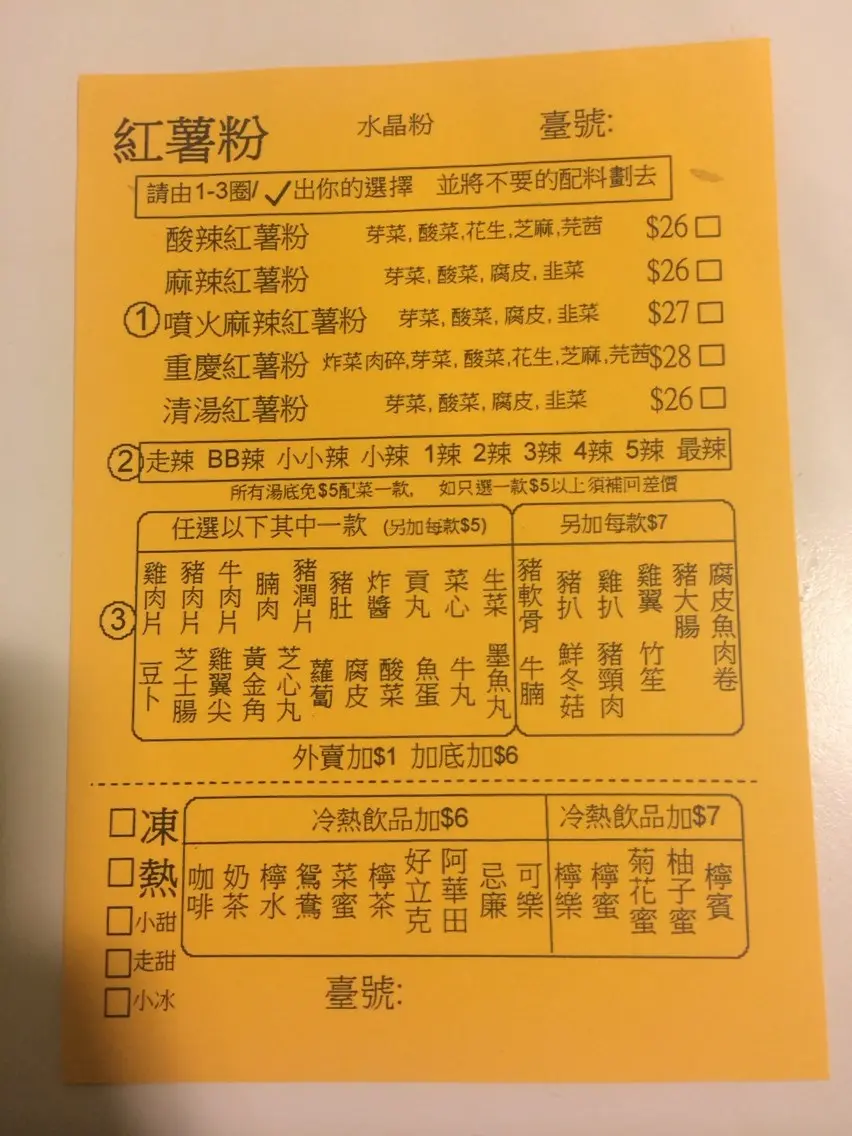 紅薯粉 水晶粉 臺號:
請由1-3圈/✓出你的選擇 並將不要的配料劃去
酸辣紅薯粉 芽菜,酸菜,花生,芝麻,芫茜 $26 □
麻辣紅薯粉 芽菜,酸菜,腐皮,韭菜 $26 □
①噴火麻辣紅薯粉 芽菜,酸菜,腐皮,韭菜 $27 □
重慶紅薯粉 炸菜肉碎,芽菜,酸菜,花生,芝麻,芫茜$28 □
清湯紅薯粉 芽菜,酸菜,腐皮,韭菜 $26 □
②走辣 BB辣 小小辣 小辣 1辣 2辣 3辣 4辣 5辣 最辣
所有湯底免$5配菜一款, 如只選一款$5以上須補回差價
任選以下其中一款 (另加每款$5) 另加每款$7
③
雞肉片 豬肉片 牛肉片 腩肉 豬潤片 豬肚 炸醬 貢丸 菜心 生菜 豬軟骨 豬扒 雞扒 雞翼 豬大腸 腐皮魚肉卷
豆卜 芝士腸 雞翼尖 黃金角 芝心丸 蘿蔔 腐皮 酸菜 魚蛋 牛丸 墨魚丸 牛腩 鮮冬菇 豬頸肉 竹笙
外賣加$1 加底加$6
□凍
□熱
□小甜
□走甜
□小冰
冷熱飲品加$6 冷熱飲品加$7
咖啡 奶茶 檸水 鴛鴦 菜蜜 檸茶 好立克 阿華田 忌廉 可樂 檸樂 檸蜜 菊花蜜 柚子蜜 檸賓
臺號: